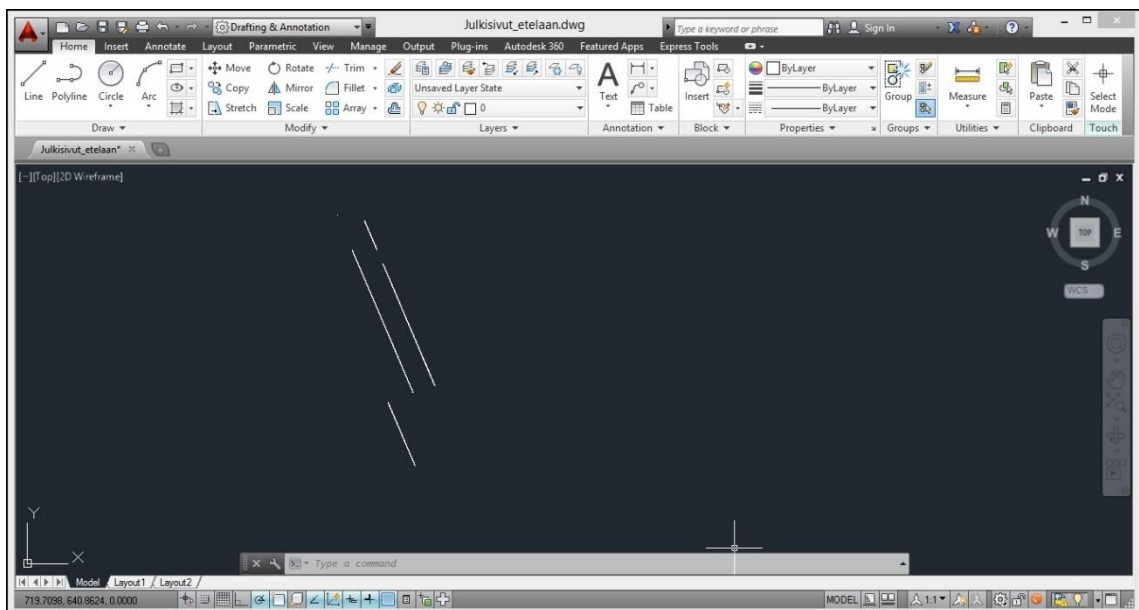 Drafting & Annotation Julkisivut_etelaan.dwg Type a keyword or phrase Sign In
Home Insert Annotate Layout Parametric View Manage Output Plug-ins Autodesk 360 Featured Apps Express Tools
Move Rotate Trim Unsaved Layer State ByLayer
Line Polyline Circle Arc Copy Mirror Fillet Text Insert ByLayer Group Measure Paste Select Mode
Stretch Scale Array 0 Table ByLayer
Draw Modify Layers Annotation Block Properties Groups Utilities Clipboard Touch
Julkisivut_etelaan*
[−][Top][2D Wireframe]
N
W TOP E
S
WCS
Y
X
Type a command
Model Layout1 Layout2
719.7098, 640.8624, 0.0000 MODEL 1:1